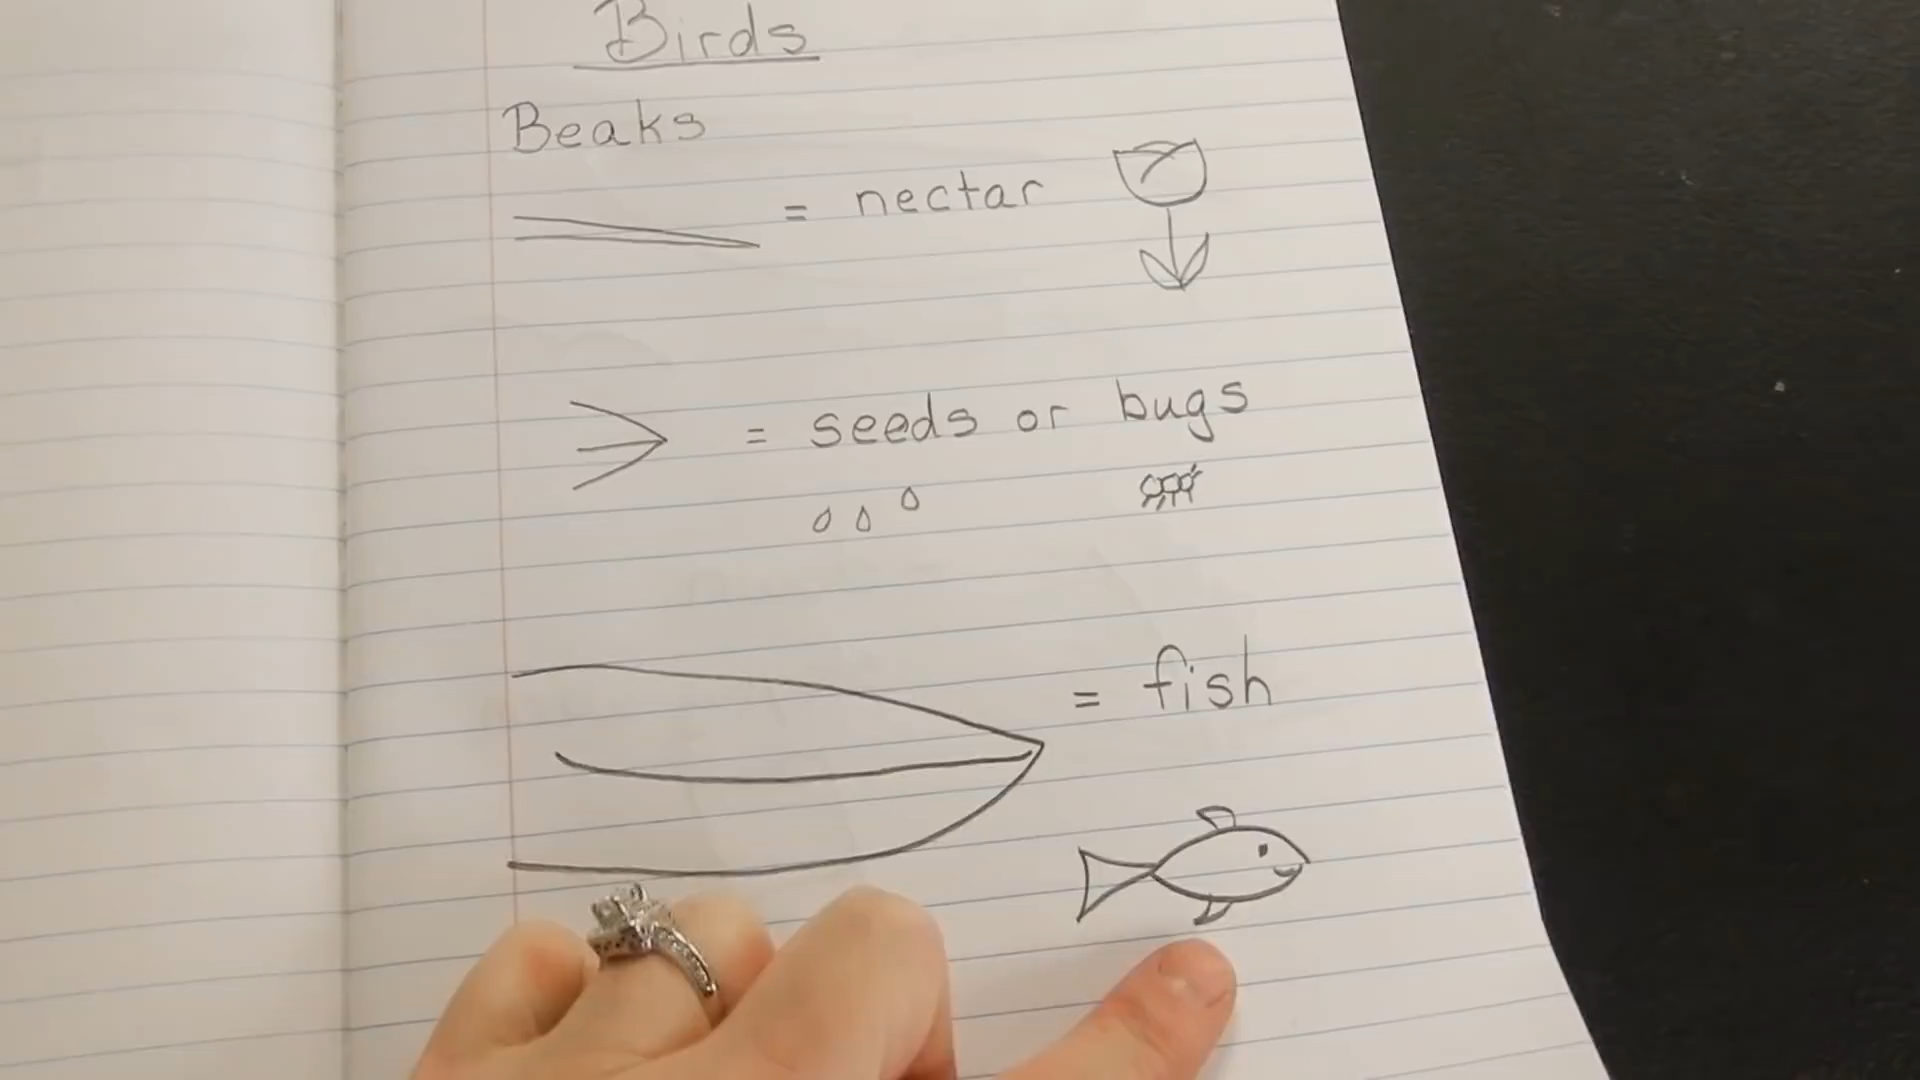 Birds
Beaks
= nectar
= seeds or bugs
= fish